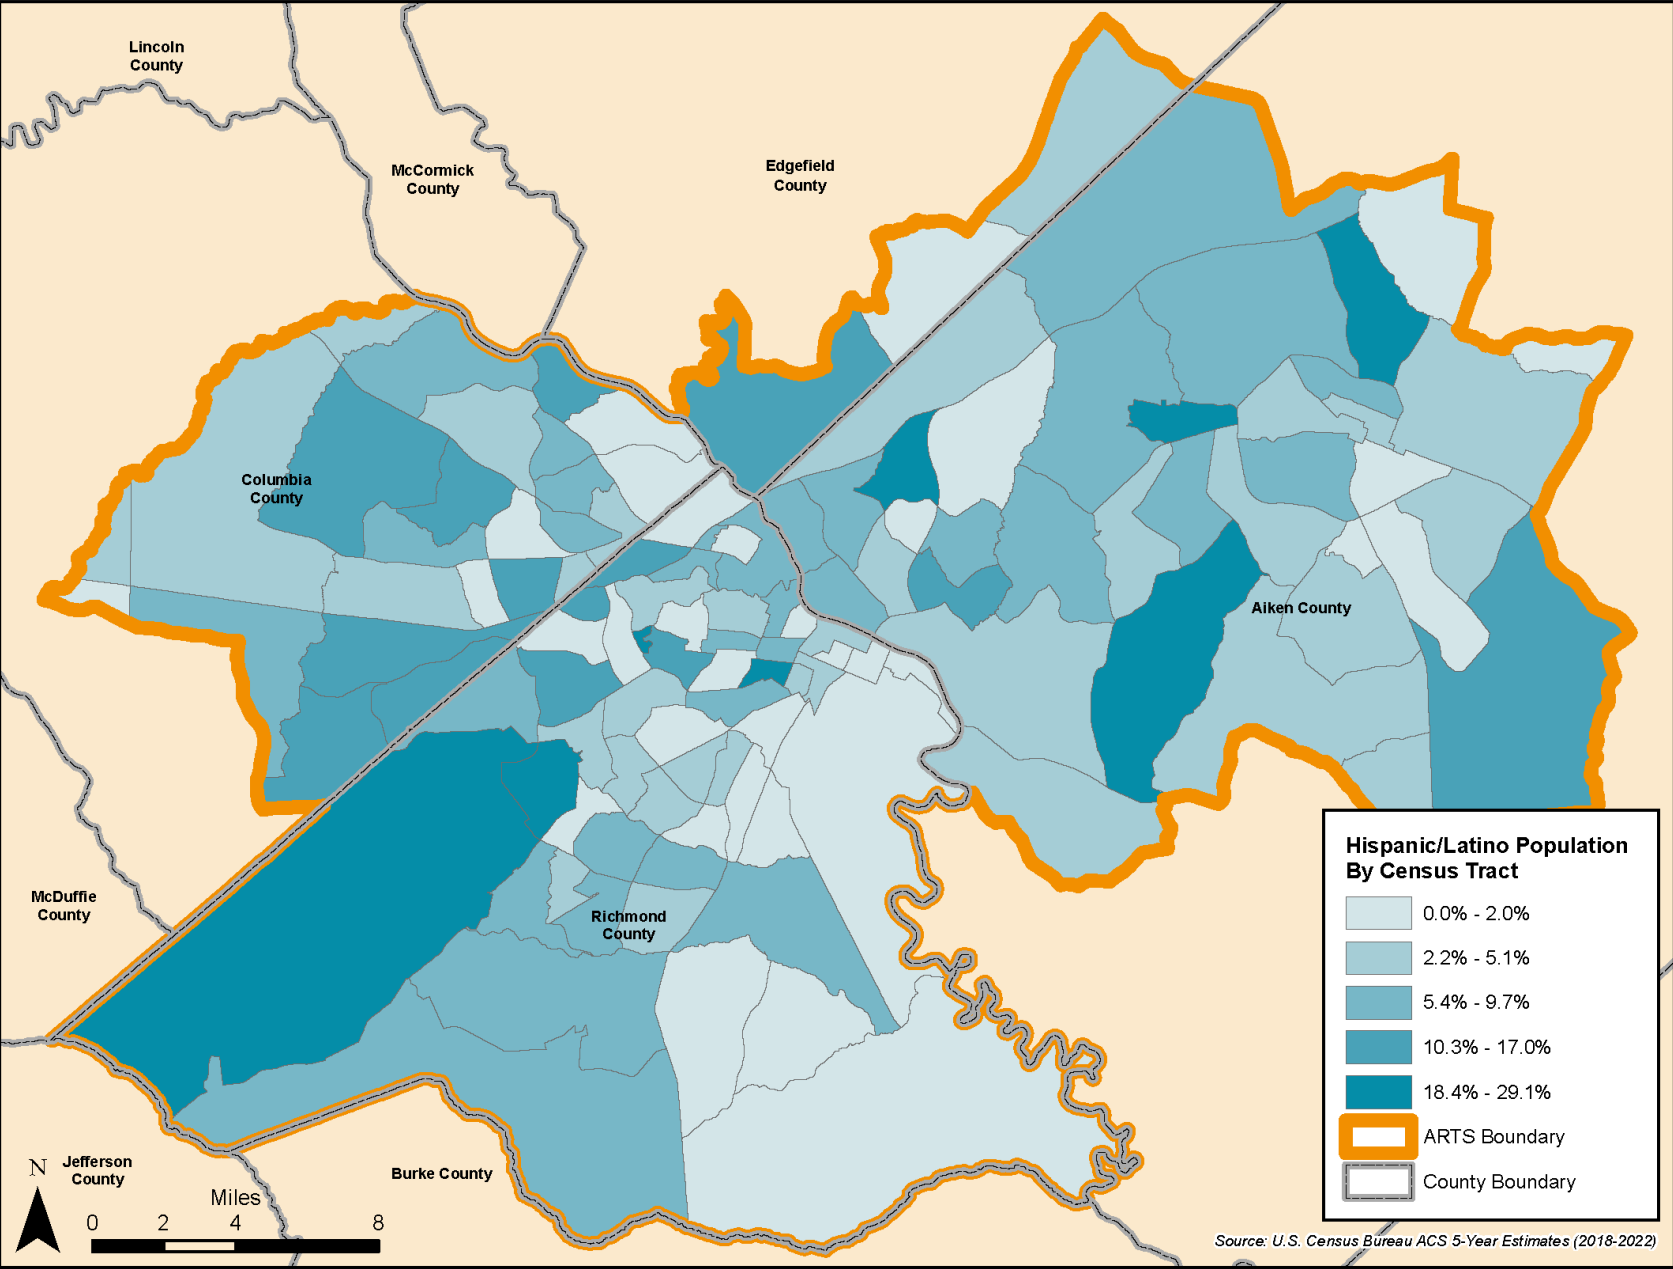 Lincoln
County
McCormick
County
Edgefield
County
Columbia
County
Aiken County
McDuffie
County
Richmond
County
Jefferson
County
Burke County
N
Miles
0 2 4 8
Hispanic/Latino Population
By Census Tract
0.0% - 2.0%
2.2% - 5.1%
5.4% - 9.7%
10.3% - 17.0%
18.4% - 29.1%
ARTS Boundary
County Boundary
Source: U.S. Census Bureau ACS 5-Year Estimates (2018-2022)